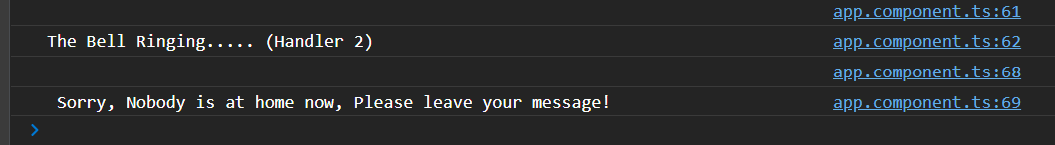 app.component.ts:61
The Bell Ringing..... (Handler 2) app.component.ts:62
app.component.ts:68
Sorry, Nobody is at home now, Please leave your message! app.component.ts:69